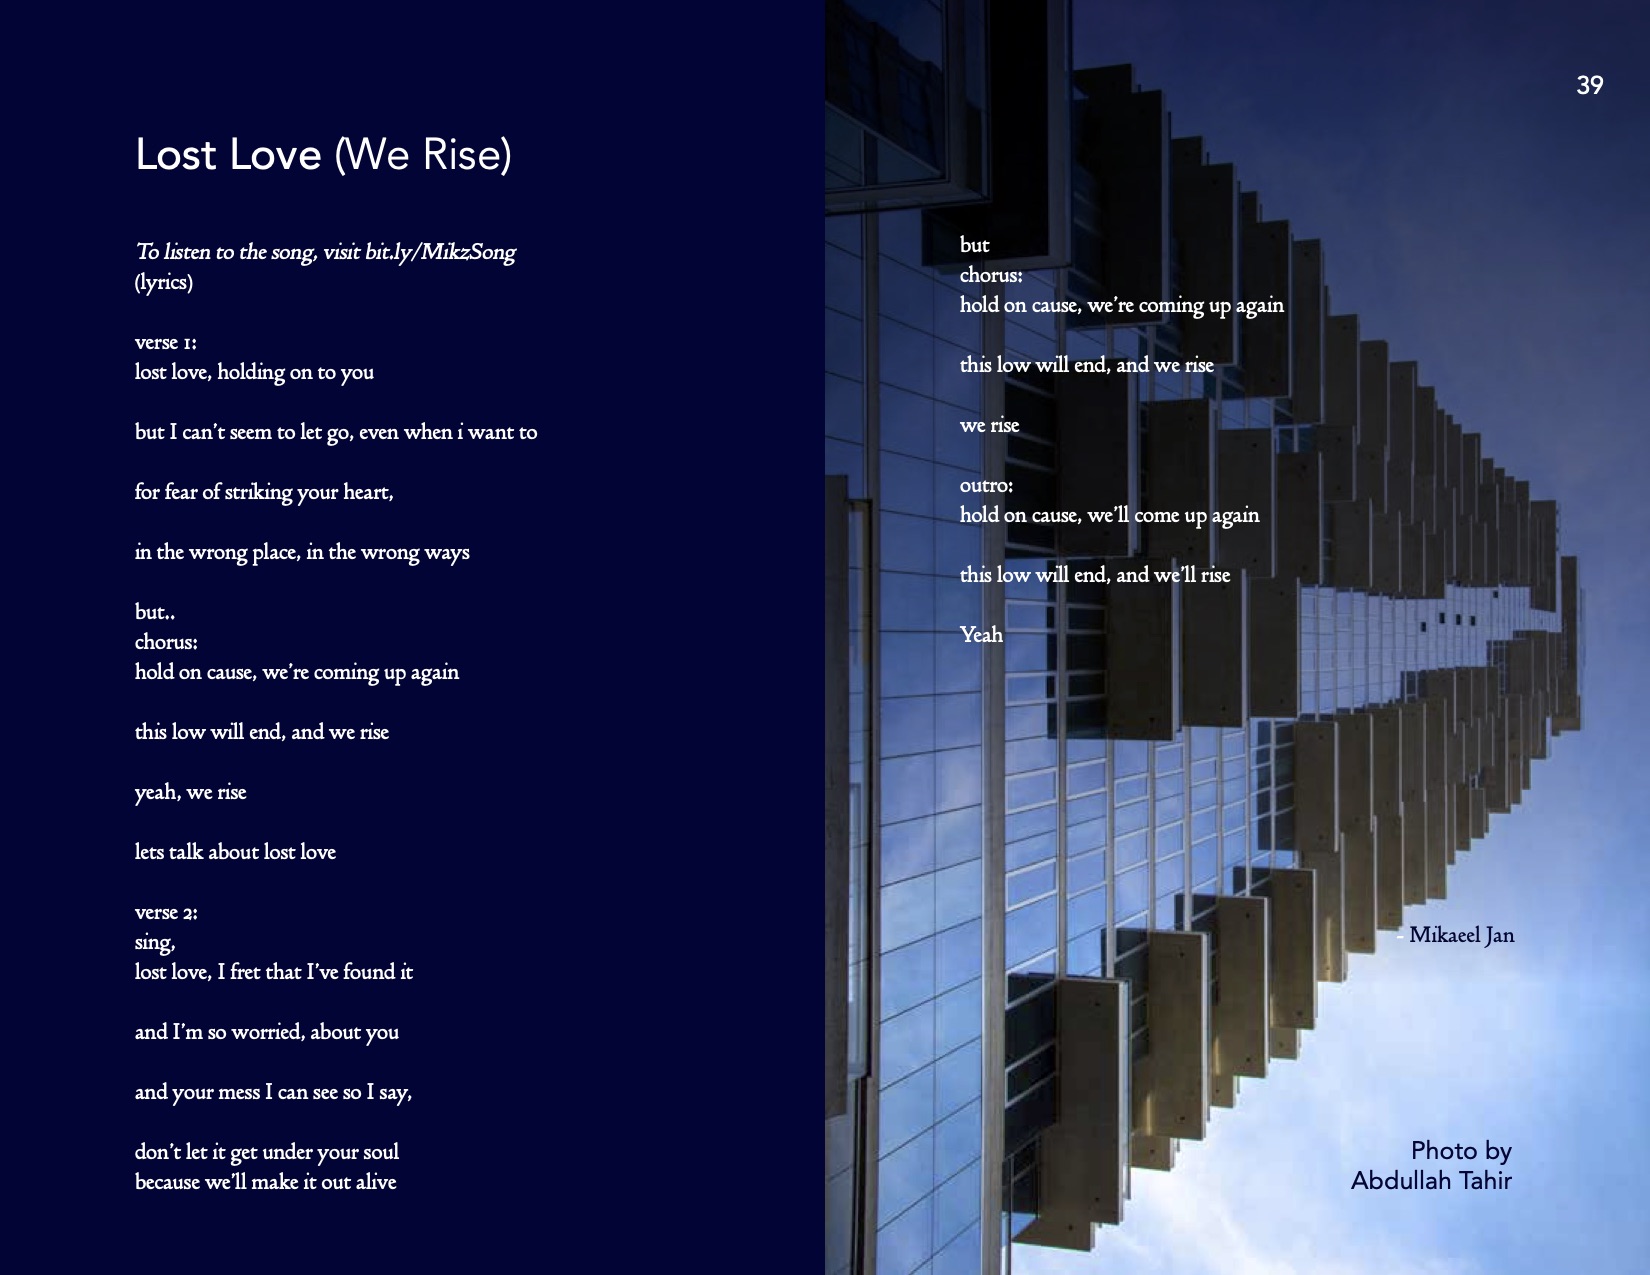 Lost Love (We Rise)
To listen to the song, visit bit.ly/MikzSong
(lyrics)
verse 1:
lost love, holding on to you
but I can't seem to let go, even when i want to
for fear of striking your heart,
in the wrong place, in the wrong ways
but..
chorus:
hold on cause, we're coming up again
this low will end, and we rise
yeah, we rise
lets talk about lost love
verse 2:
sing,
lost love, I fret that I've found it
and I'm so worried, about you
and your mess I can see so I say,
don't let it get under your soul
because we'll make it out alive
39
but
chorus:
hold on cause, we're coming up again
this low will end, and we rise
we rise
outro:
hold on cause, we'll come up again
this low will end, and we'll rise
Yeah
- Mikaeel Jan
Photo by
Abdullah Tahir